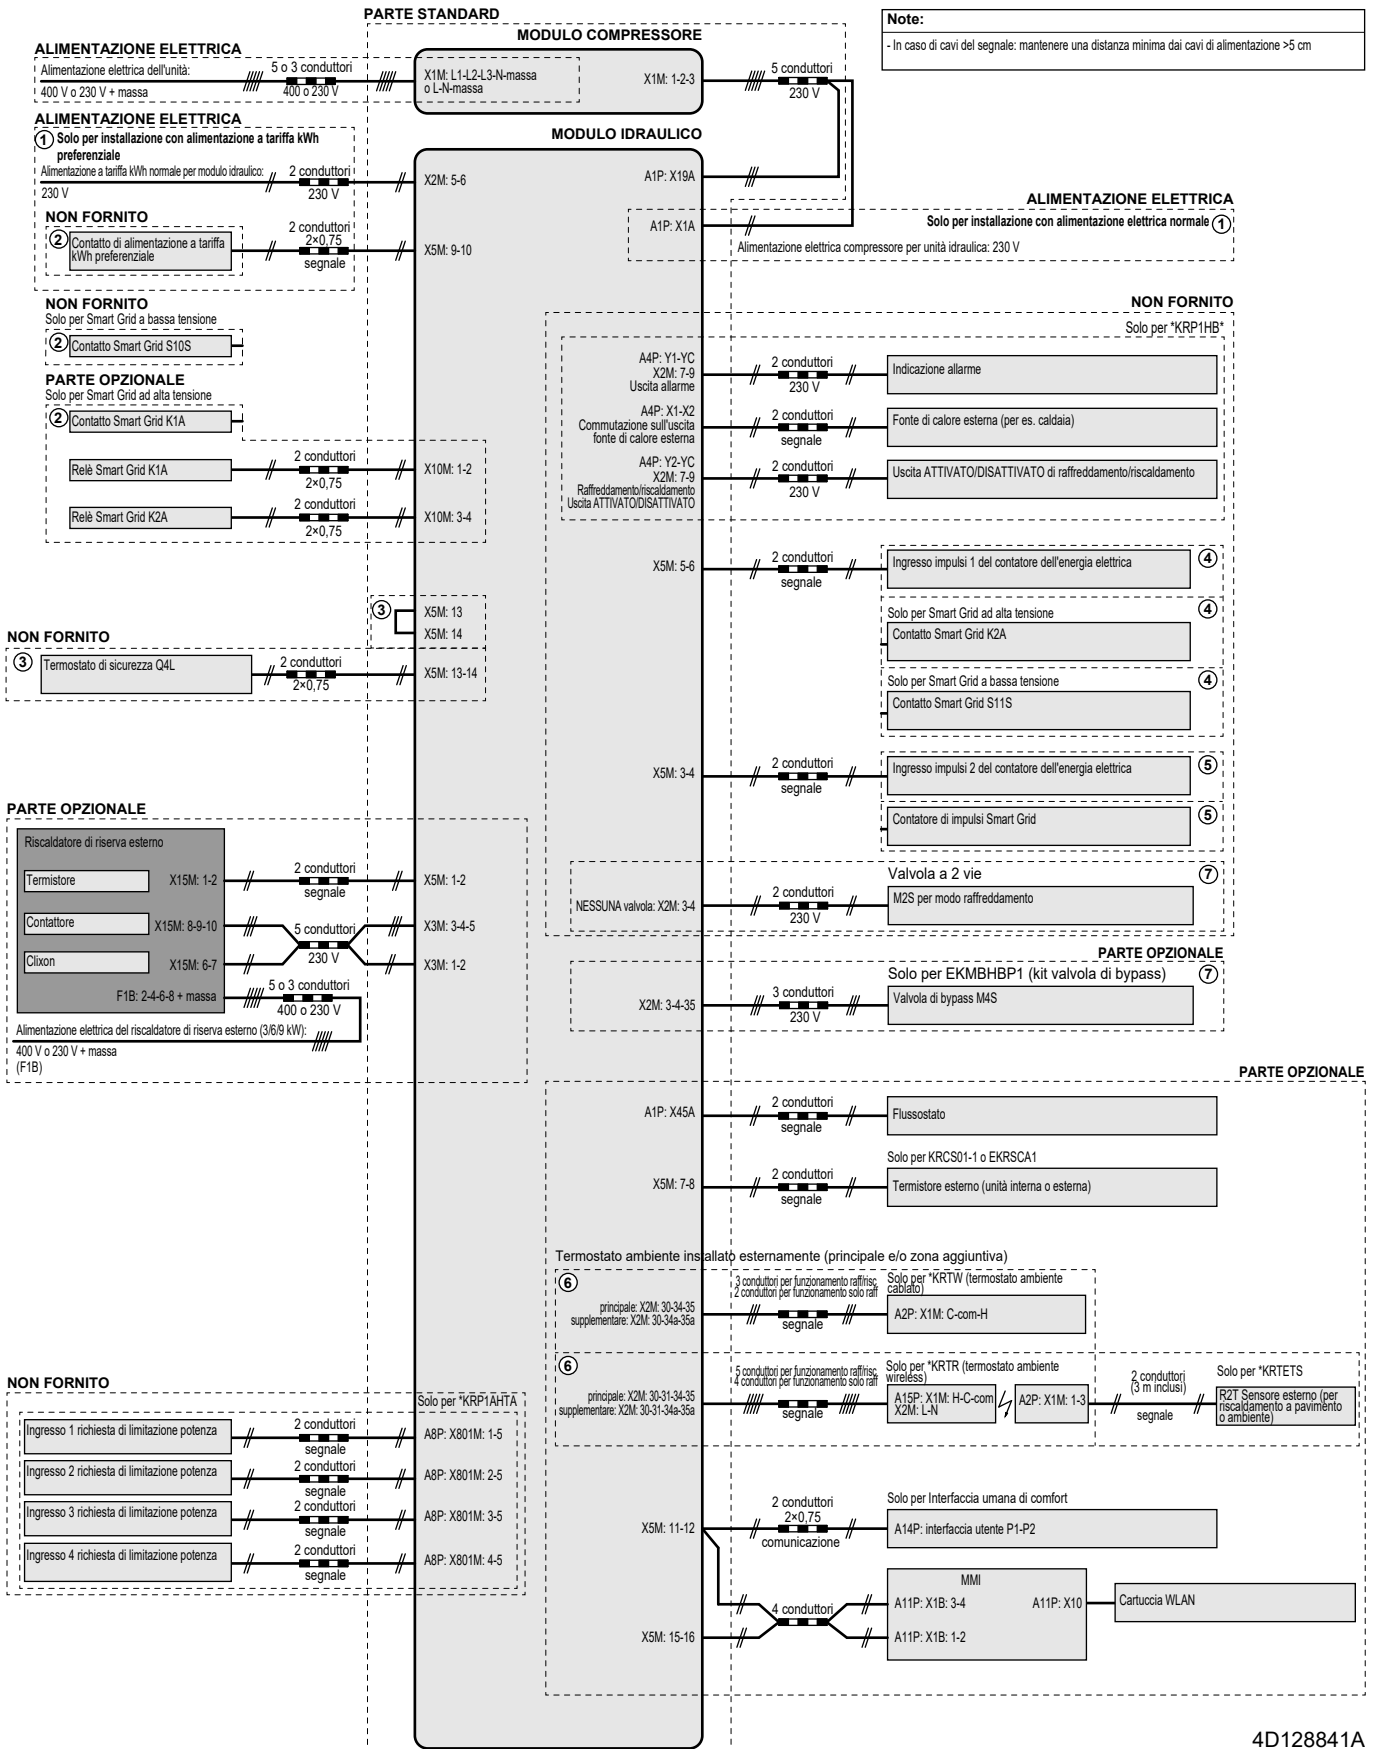 PARTE STANDARD
MODULO COMPRESSORE
Note:
- In caso di cavi del segnale: mantenere una distanza minima dai cavi di alimentazione >5 cm
ALIMENTAZIONE ELETTRICA
Alimentazione elettrica dell'unità:
400 V o 230 V + massa
5 o 3 conduttori
400 o 230 V
X1M: L1-L2-L3-N-massa
o L-N-massa
X1M: 1-2-3
5 conduttori
230 V
ALIMENTAZIONE ELETTRICA
1 Solo per installazione con alimentazione a tariffa kWh
preferenziale
Alimentazione a tariffa kWh normale per modulo idraulico:
230 V
2 conduttori
230 V
X2M: 5-6
NON FORNITO
2 Contatto di alimentazione a tariffa
kWh preferenziale
2 conduttori
2×0,75
segnale
X5M: 9-10
MODULO IDRAULICO
A1P: X19A
ALIMENTAZIONE ELETTRICA
A1P: X1A
Solo per installazione con alimentazione elettrica normale 1
Alimentazione elettrica compressore per unità idraulica: 230 V
NON FORNITO
Solo per Smart Grid a bassa tensione
2 Contatto Smart Grid S10S
PARTE OPZIONALE
Solo per Smart Grid ad alta tensione
2 Contatto Smart Grid K1A
Relè Smart Grid K1A
2 conduttori
2×0,75
X10M: 1-2
Relè Smart Grid K2A
2 conduttori
2×0,75
X10M: 3-4
NON FORNITO
Solo per *KRP1HB*
A4P: Y1-YC
X2M: 7-9
Uscita allarme
2 conduttori
230 V
Indicazione allarme
A4P: X1-X2
Commutazione sull'uscita
fonte di calore esterna
2 conduttori
segnale
Fonte di calore esterna (per es. caldaia)
A4P: Y2-YC
X2M: 7-9
Raffreddamento/riscaldamento
Uscita ATTIVATO/DISATTIVATO
2 conduttori
230 V
Uscita ATTIVATO/DISATTIVATO di raffreddamento/riscaldamento
X5M: 5-6
2 conduttori
segnale
Ingresso impulsi 1 del contatore dell'energia elettrica
4
Solo per Smart Grid ad alta tensione
4
Contatto Smart Grid K2A
Solo per Smart Grid a bassa tensione
4
Contatto Smart Grid S11S
3
X5M: 13
X5M: 14
NON FORNITO
3 Termostato di sicurezza Q4L
2 conduttori
2×0,75
X5M: 13-14
X5M: 3-4
2 conduttori
segnale
Ingresso impulsi 2 del contatore dell'energia elettrica
5
Contatore di impulsi Smart Grid
5
NESSUNA valvola: X2M: 3-4
2 conduttori
230 V
Valvola a 2 vie
7
M2S per modo raffreddamento
PARTE OPZIONALE
Riscaldatore di riserva esterno
Termistore
X15M: 1-2
2 conduttori
segnale
X5M: 1-2
Contattore
X15M: 8-9-10
5 conduttori
230 V
X3M: 3-4-5
Clixon
X15M: 6-7
X3M: 1-2
F1B: 2-4-6-8 + massa
5 o 3 conduttori
400 o 230 V
Alimentazione elettrica del riscaldatore di riserva esterno (3/6/9 kW):
400 V o 230 V + massa
(F1B)
PARTE OPZIONALE
Solo per EKMBHBP1 (kit valvola di bypass)
7
X2M: 3-4-35
3 conduttori
230 V
Valvola di bypass M4S
PARTE OPZIONALE
A1P: X45A
2 conduttori
segnale
Flussostato
Solo per KRCS01-1 o EKRSCA1
X5M: 7-8
2 conduttori
segnale
Termistore esterno (unità interna o esterna)
Termostato ambiente installato esternamente (principale e/o zona aggiuntiva)
6
principale: X2M: 30-34-35
supplementare: X2M: 30-34a-35a
3 conduttori per funzionamento raff/risc
2 conduttori per funzionamento solo raff
segnale
Solo per *KRTW (termostato ambiente
cablato)
A2P: X1M: C-com-H
6
principale: X2M: 30-31-34-35
supplementare: X2M: 30-31-34a-35a
5 conduttori per funzionamento raff/risc
4 conduttori per funzionamento solo raff
segnale
Solo per *KRTR (termostato ambiente
wireless)
A15P: X1M: H-C-com
X2M: L-N
A2P: X1M: 1-3
2 conduttori
(3 m inclusi)
segnale
Solo per *KRTETS
R2T Sensore esterno (per
riscaldamento a pavimento
o ambiente)
NON FORNITO
Solo per *KRP1AHTA
Ingresso 1 richiesta di limitazione potenza
2 conduttori
segnale
A8P: X801M: 1-5
Ingresso 2 richiesta di limitazione potenza
2 conduttori
segnale
A8P: X801M: 2-5
Ingresso 3 richiesta di limitazione potenza
2 conduttori
segnale
A8P: X801M: 3-5
Ingresso 4 richiesta di limitazione potenza
2 conduttori
segnale
A8P: X801M: 4-5
X5M: 11-12
2 conduttori
2×0,75
comunicazione
Solo per Interfaccia umana di comfort
A14P: interfaccia utente P1-P2
X5M: 15-16
4 conduttori
MMI
A11P: X1B: 3-4
A11P: X1B: 1-2
A11P: X10
Cartuccia WLAN
4D128841A